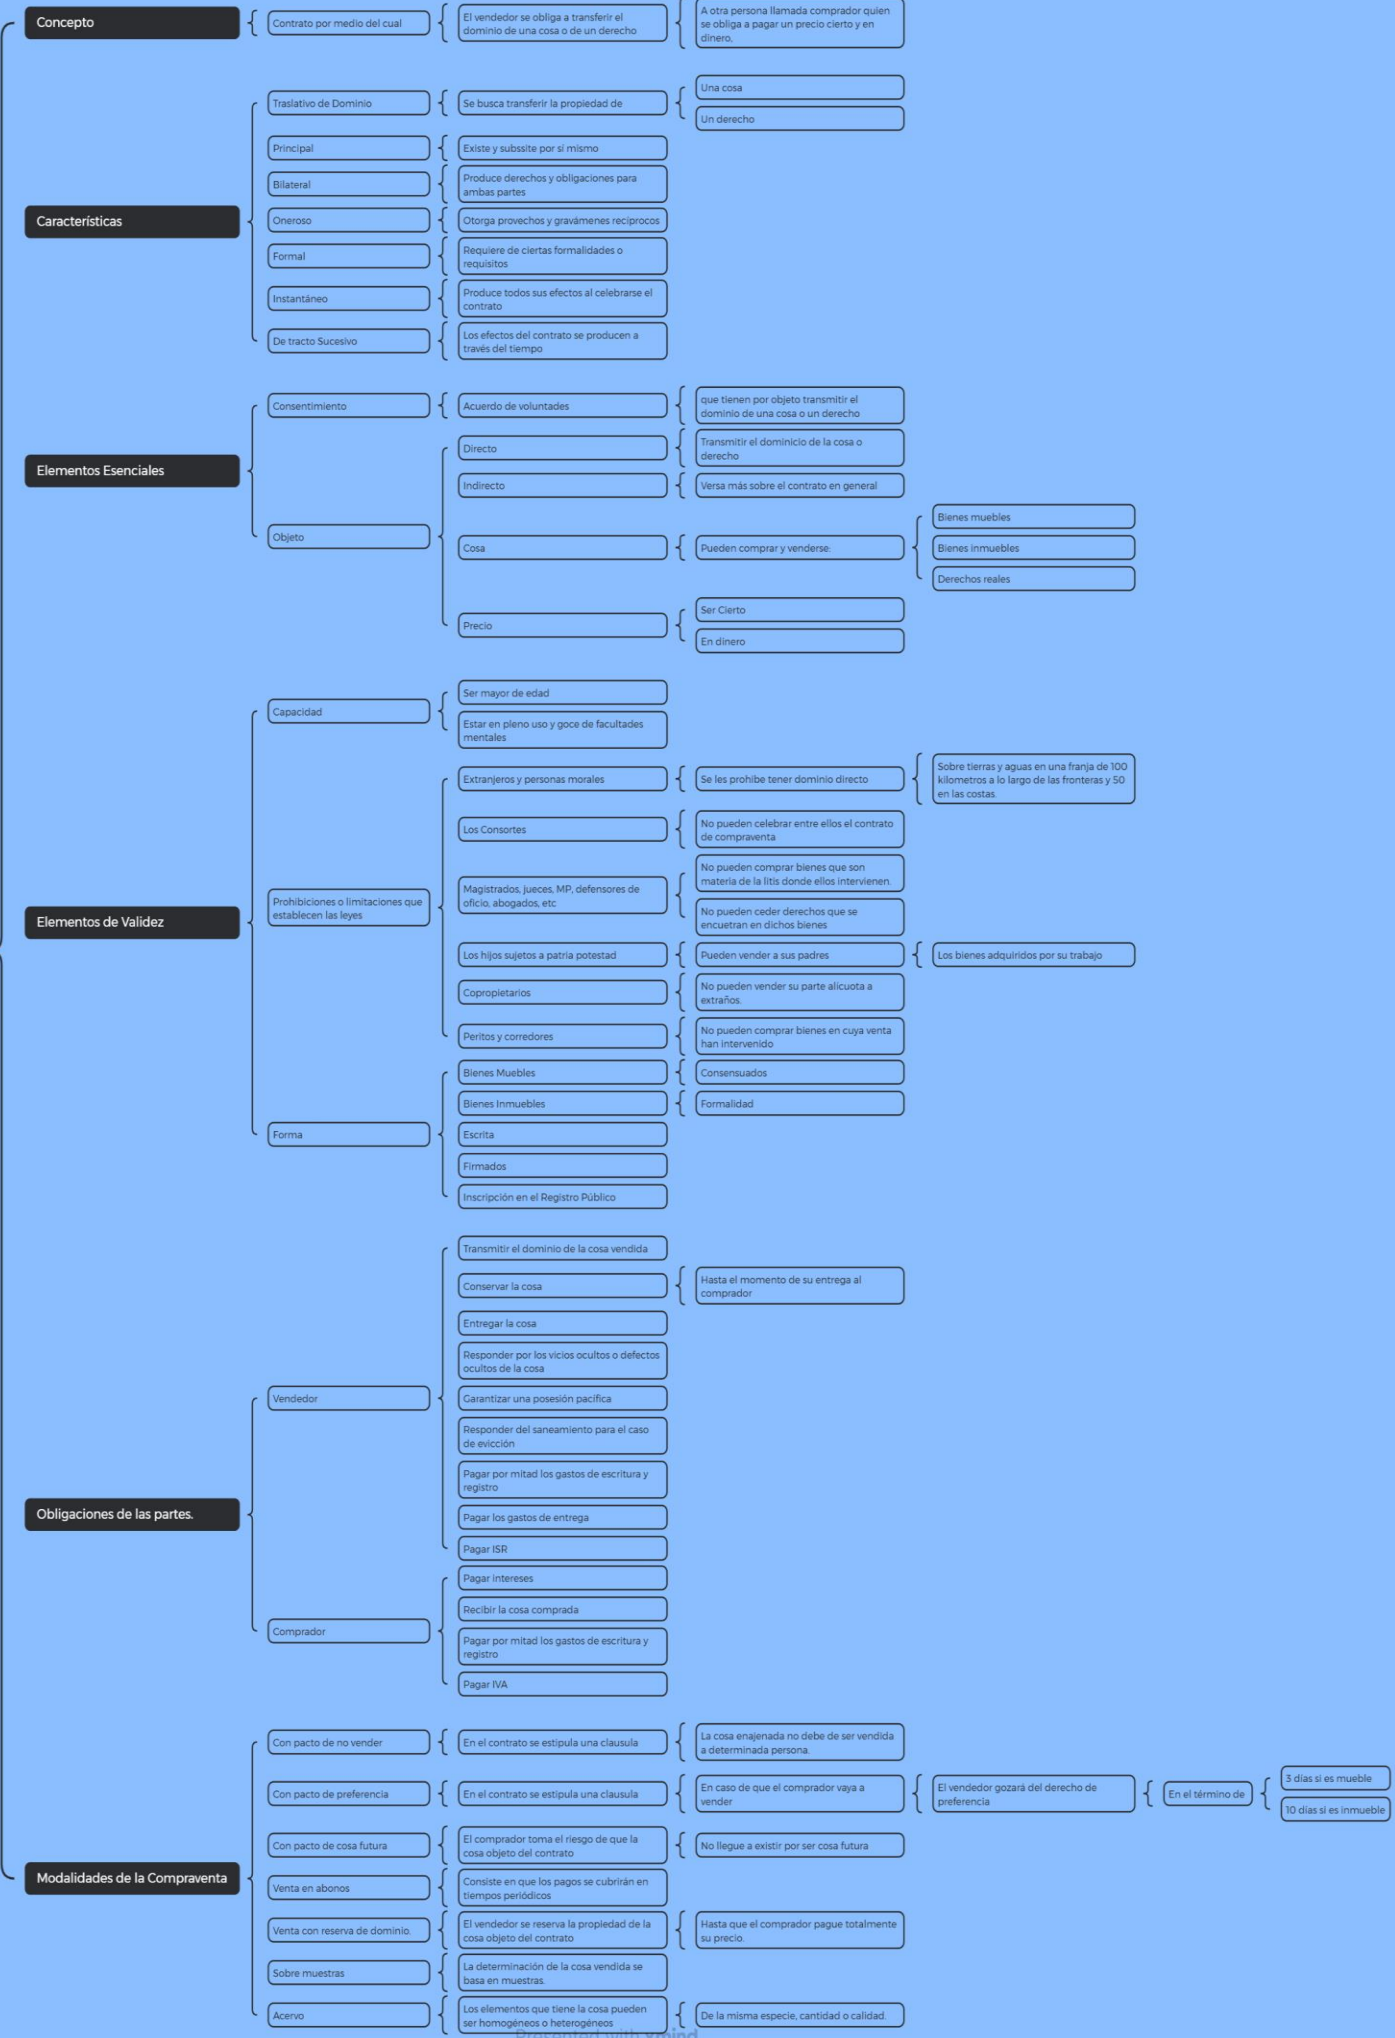 Concepto
Contrato por medio del cual
El vendedor se obliga a transferir el
dominio de una cosa o de un derecho
A otra persona llamada comprador quien
se obliga a pagar un precio cierto y en
dinero,
Características
Traslativo de Dominio
Se busca transferir la propiedad de
Una cosa
Un derecho
Principal
Existe y subssite por sí mismo
Bilateral
Produce derechos y obligaciones para
ambas partes
Oneroso
Otorga provechos y gravámenes recíprocos
Formal
Requiere de ciertas formalidades o
requisitos
Instantáneo
Produce todos sus efectos al celebrarse el
contrato
De tracto Sucesivo
Los efectos del contrato se producen a
través del tiempo
Elementos Esenciales
Consentimiento
Acuerdo de voluntades
que tienen por objeto transmitir el
dominio de una cosa o un derecho
Objeto
Directo
Transmitir el dominicio de la cosa o
derecho
Indirecto
Versa más sobre el contrato en general
Cosa
Pueden comprar y venderse:
Bienes muebles
Bienes inmuebles
Derechos reales
Precio
Ser Cierto
En dinero
Elementos de Validez
Capacidad
Ser mayor de edad
Estar en pleno uso y goce de facultades
mentales
Prohibiciones o limitaciones que
establecen las leyes
Extranjeros y personas morales
Se les prohibe tener dominio directo
Sobre tierras y aguas en una franja de 100
kilometros a lo largo de las fronteras y 50
en las costas.
Los Consortes
No pueden celebrar entre ellos el contrato
de compraventa
Magistrados, jueces, MP, defensores de
oficio, abogados, etc
No pueden comprar bienes que son
materia de la litis donde ellos intervienen.
No pueden ceder derechos que se
encuetran en dichos bienes
Los hijos sujetos a patria potestad
Pueden vender a sus padres
Los bienes adquiridos por su trabajo
Copropietarios
No pueden vender su parte alicuota a
extraños.
Peritos y corredores
No pueden comprar bienes en cuya venta
han intervenido
Forma
Bienes Muebles
Consensuados
Bienes Inmuebles
Formalidad
Escrita
Firmados
Inscripción en el Registro Público
Obligaciones de las partes.
Vendedor
Transmitir el dominio de la cosa vendida
Conservar la cosa
Hasta el momento de su entrega al
comprador
Entregar la cosa
Responder por los vicios ocultos o defectos
ocultos de la cosa
Garantizar una posesión pacífica
Responder del saneamiento para el caso
de evicción
Pagar por mitad los gastos de escritura y
registro
Pagar los gastos de entrega
Pagar ISR
Comprador
Pagar intereses
Recibir la cosa comprada
Pagar por mitad los gastos de escritura y
registro
Pagar IVA
Modalidades de la Compraventa
Con pacto de no vender
En el contrato se estipula una clausula
La cosa enajenada no debe de ser vendida
a determinada persona.
Con pacto de preferencia
En el contrato se estipula una clausula
En caso de que el comprador vaya a
vender
El vendedor gozará del derecho de
preferencia
En el término de
3 días si es mueble
10 días si es inmueble
Con pacto de cosa futura
El comprador toma el riesgo de que la
cosa objeto del contrato
No llegue a existir por ser cosa futura
Venta en abonos
Consiste en que los pagos se cubrirán en
tiempos periódicos
Venta con reserva de dominio.
El vendedor se reserva la propiedad de la
cosa objeto del contrato
Hasta que el comprador pague totalmente
su precio.
Sobre muestras
La determinación de la cosa vendida se
basa en muestras.
Acervo
Los elementos que tiene la cosa pueden
ser homogéneos o heterogéneos
De la misma especie, cantidad o calidad.
Presented with xmind